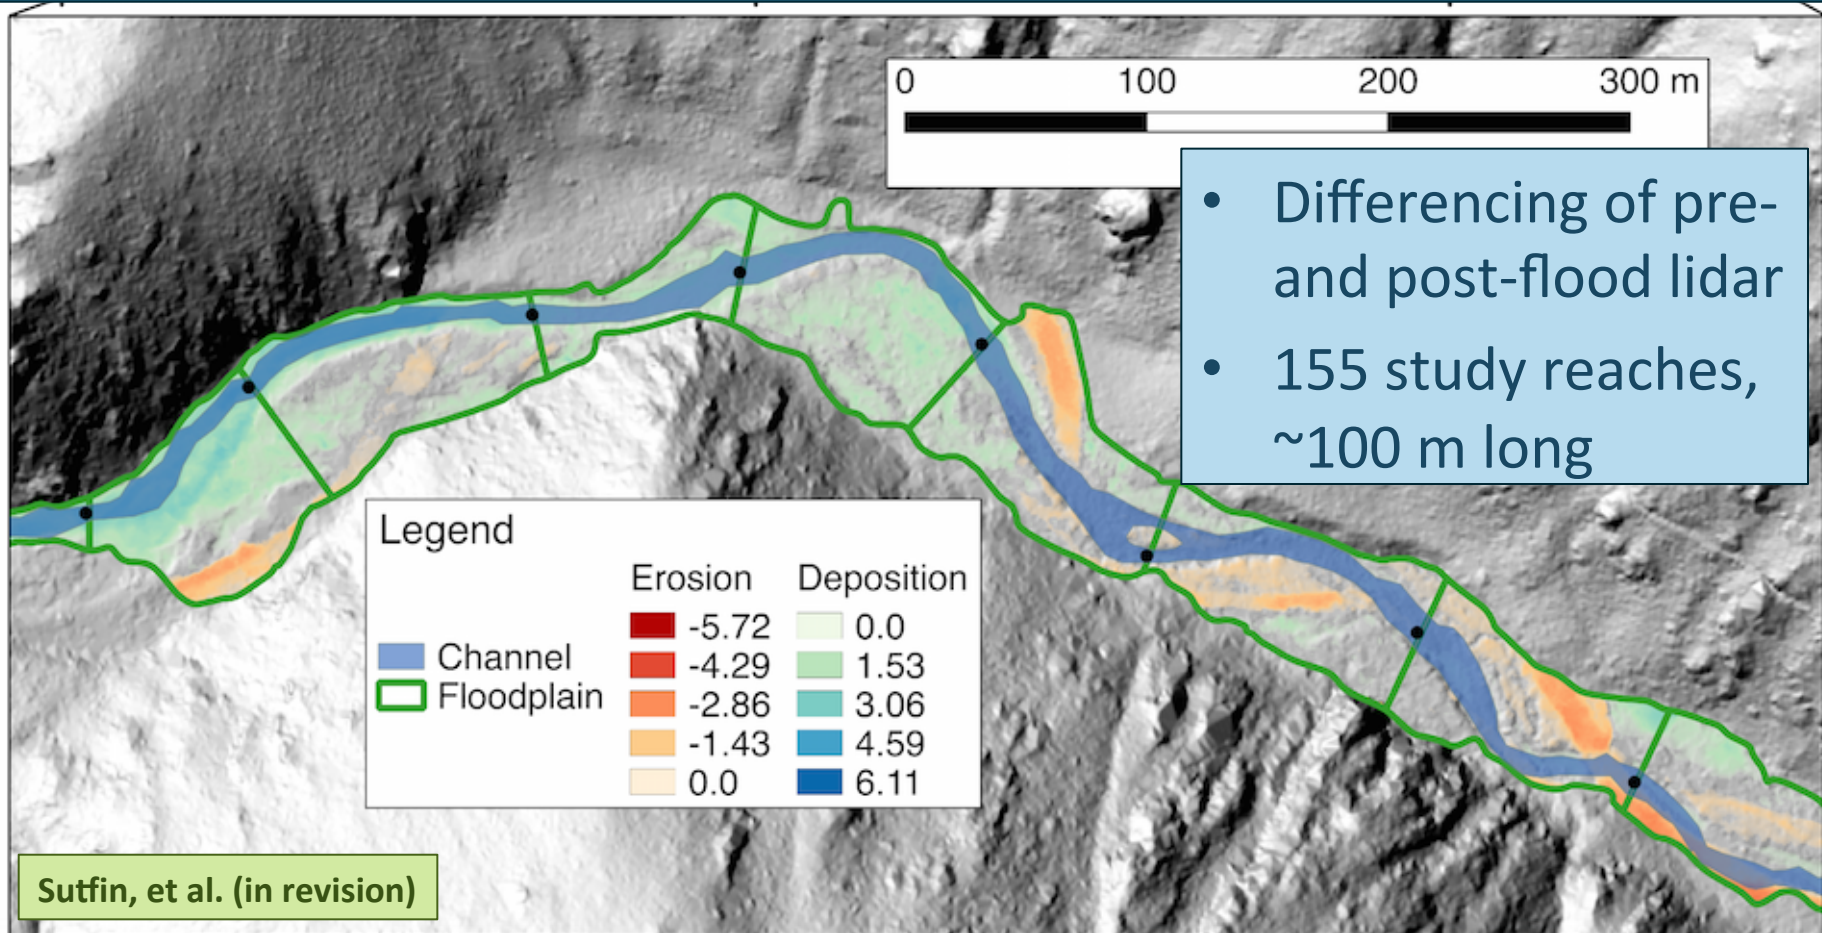 0 100 200 300 m
• Differencing of pre-
and post-flood lidar
• 155 study reaches,
~100 m long
Legend
Erosion Deposition
-5.72 0.0
-4.29 1.53
-2.86 3.06
-1.43 4.59
0.0 6.11
Channel
Floodplain
Sutfin, et al. (in revision)